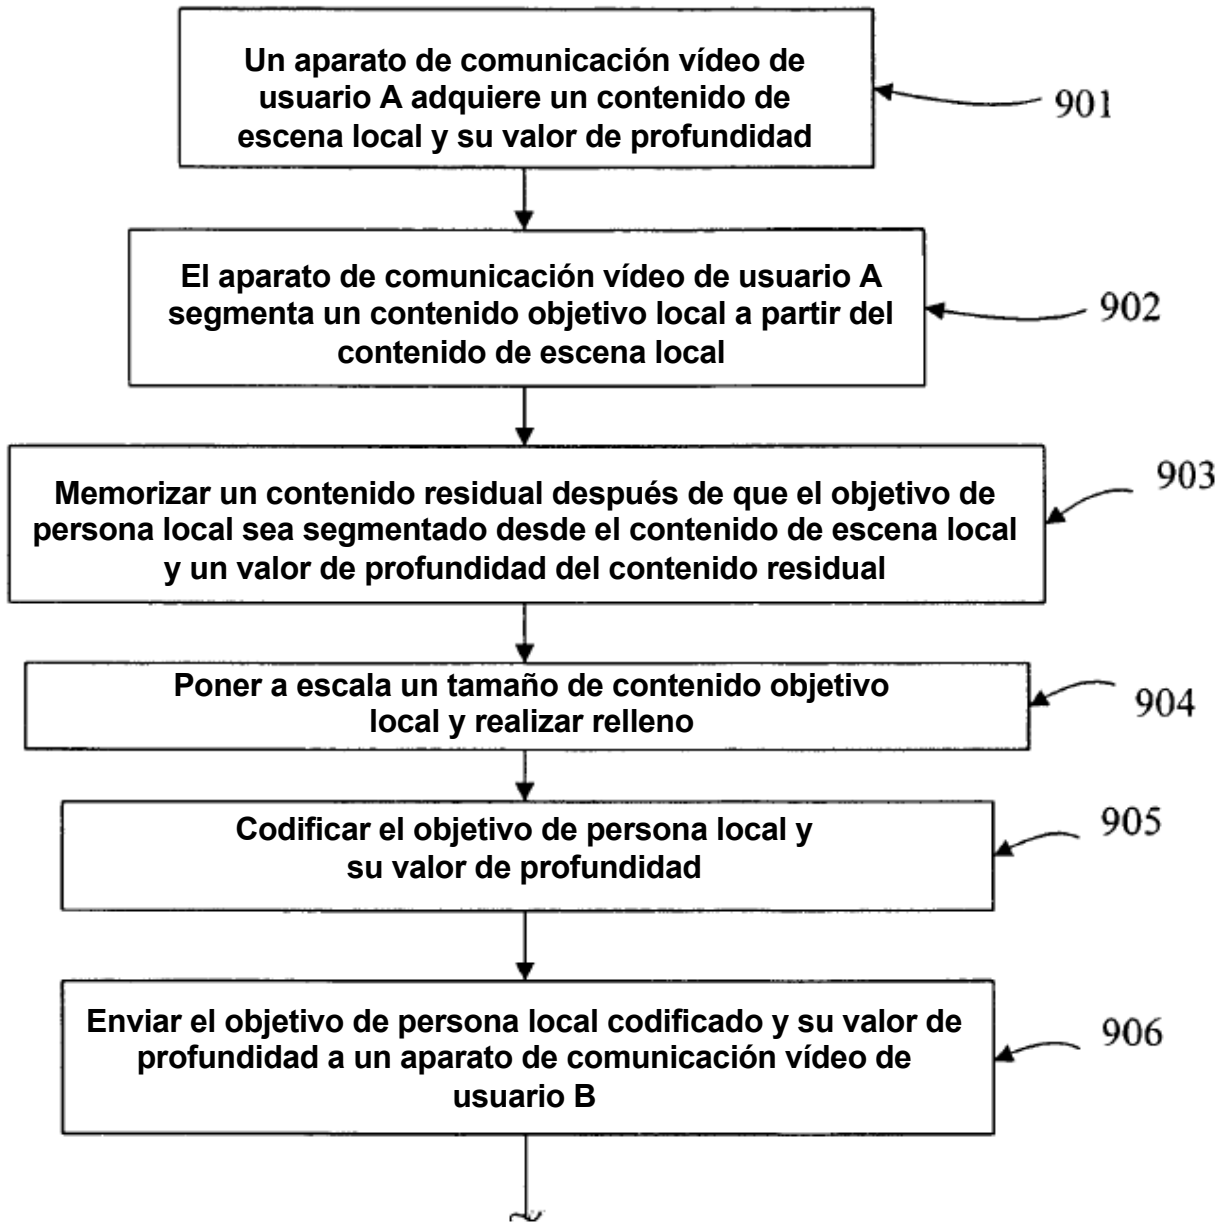 Un aparato de comunicación vídeo de
usuario A adquiere un contenido de
escena local y su valor de profundidad
901
El aparato de comunicación vídeo de usuario A
segmenta un contenido objetivo local a partir del
contenido de escena local
902
Memorizar un contenido residual después de que el objetivo de
persona local sea segmentado desde el contenido de escena local
y un valor de profundidad del contenido residual
903
Poner a escala un tamaño de contenido objetivo
local y realizar relleno
904
Codificar el objetivo de persona local y
su valor de profundidad
905
Enviar el objetivo de persona local codificado y su valor de
profundidad a un aparato de comunicación vídeo de
usuario B
906